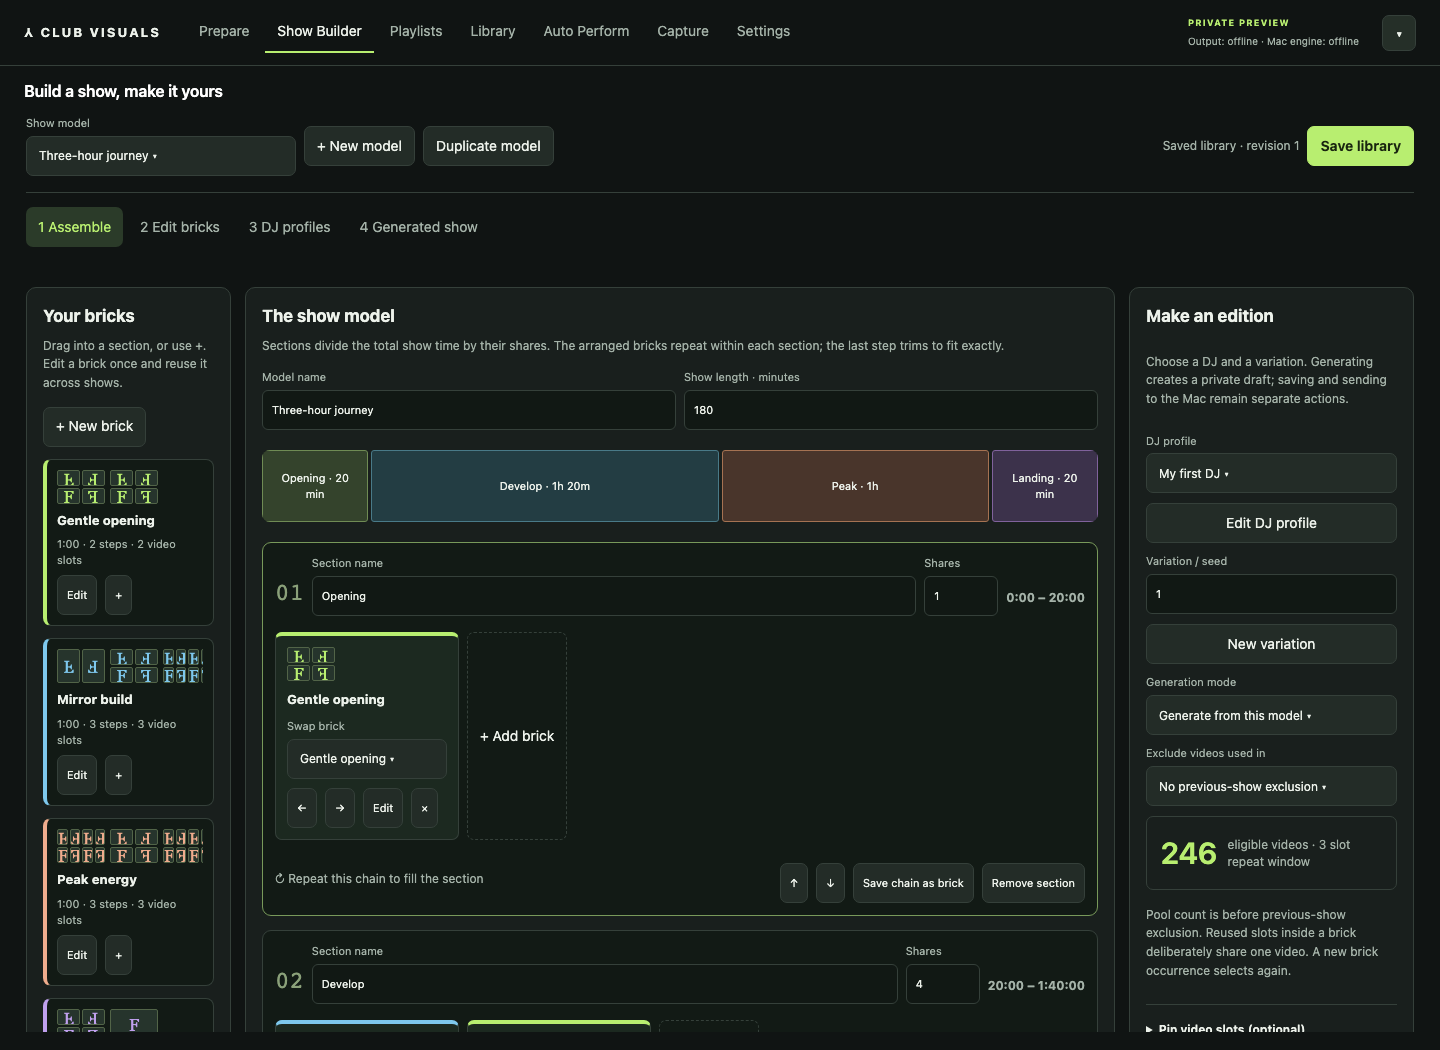 ⅄ CLUB VISUALS
Prepare
Show Builder
Playlists
Library
Auto Perform
Capture
Settings
PRIVATE PREVIEW
Output: offline · Mac engine: offline
▾
Build a show, make it yours
Show model
Three-hour journey ▾
+ New model
Duplicate model
Saved library · revision 1
Save library
1 Assemble
2 Edit bricks
3 DJ profiles
4 Generated show
Your bricks
Drag into a section, or use +.
Edit a brick once and reuse it
across shows.
+ New brick
Gentle opening
1:00 · 2 steps · 2 video
slots
Edit
+
Mirror build
1:00 · 3 steps · 3 video
slots
Edit
+
Peak energy
1:00 · 3 steps · 3 video
slots
Edit
+
The show model
Sections divide the total show time by their shares. The arranged bricks repeat within each section; the last step trims to fit exactly.
Model name
Three-hour journey
Show length · minutes
180
Opening · 20
min
Develop · 1h 20m
Peak · 1h
Landing · 20
min
01
Section name
Opening
Shares
1
0:00 – 20:00
Gentle opening
Swap brick
Gentle opening ▾
←
→
Edit
×
+ Add brick
↻ Repeat this chain to fill the section
↑
↓
Save chain as brick
Remove section
02
Section name
Develop
Shares
4
20:00 – 1:40:00
Make an edition
Choose a DJ and a variation. Generating
creates a private draft; saving and sending
to the Mac remain separate actions.
DJ profile
My first DJ ▾
Edit DJ profile
Variation / seed
1
New variation
Generation mode
Generate from this model ▾
Exclude videos used in
No previous-show exclusion ▾
246
eligible videos · 3 slot
repeat window
Pool count is before previous-show
exclusion. Reused slots inside a brick
deliberately share one video. A new brick
occurrence selects again.
▶ Pin video slots (optional)